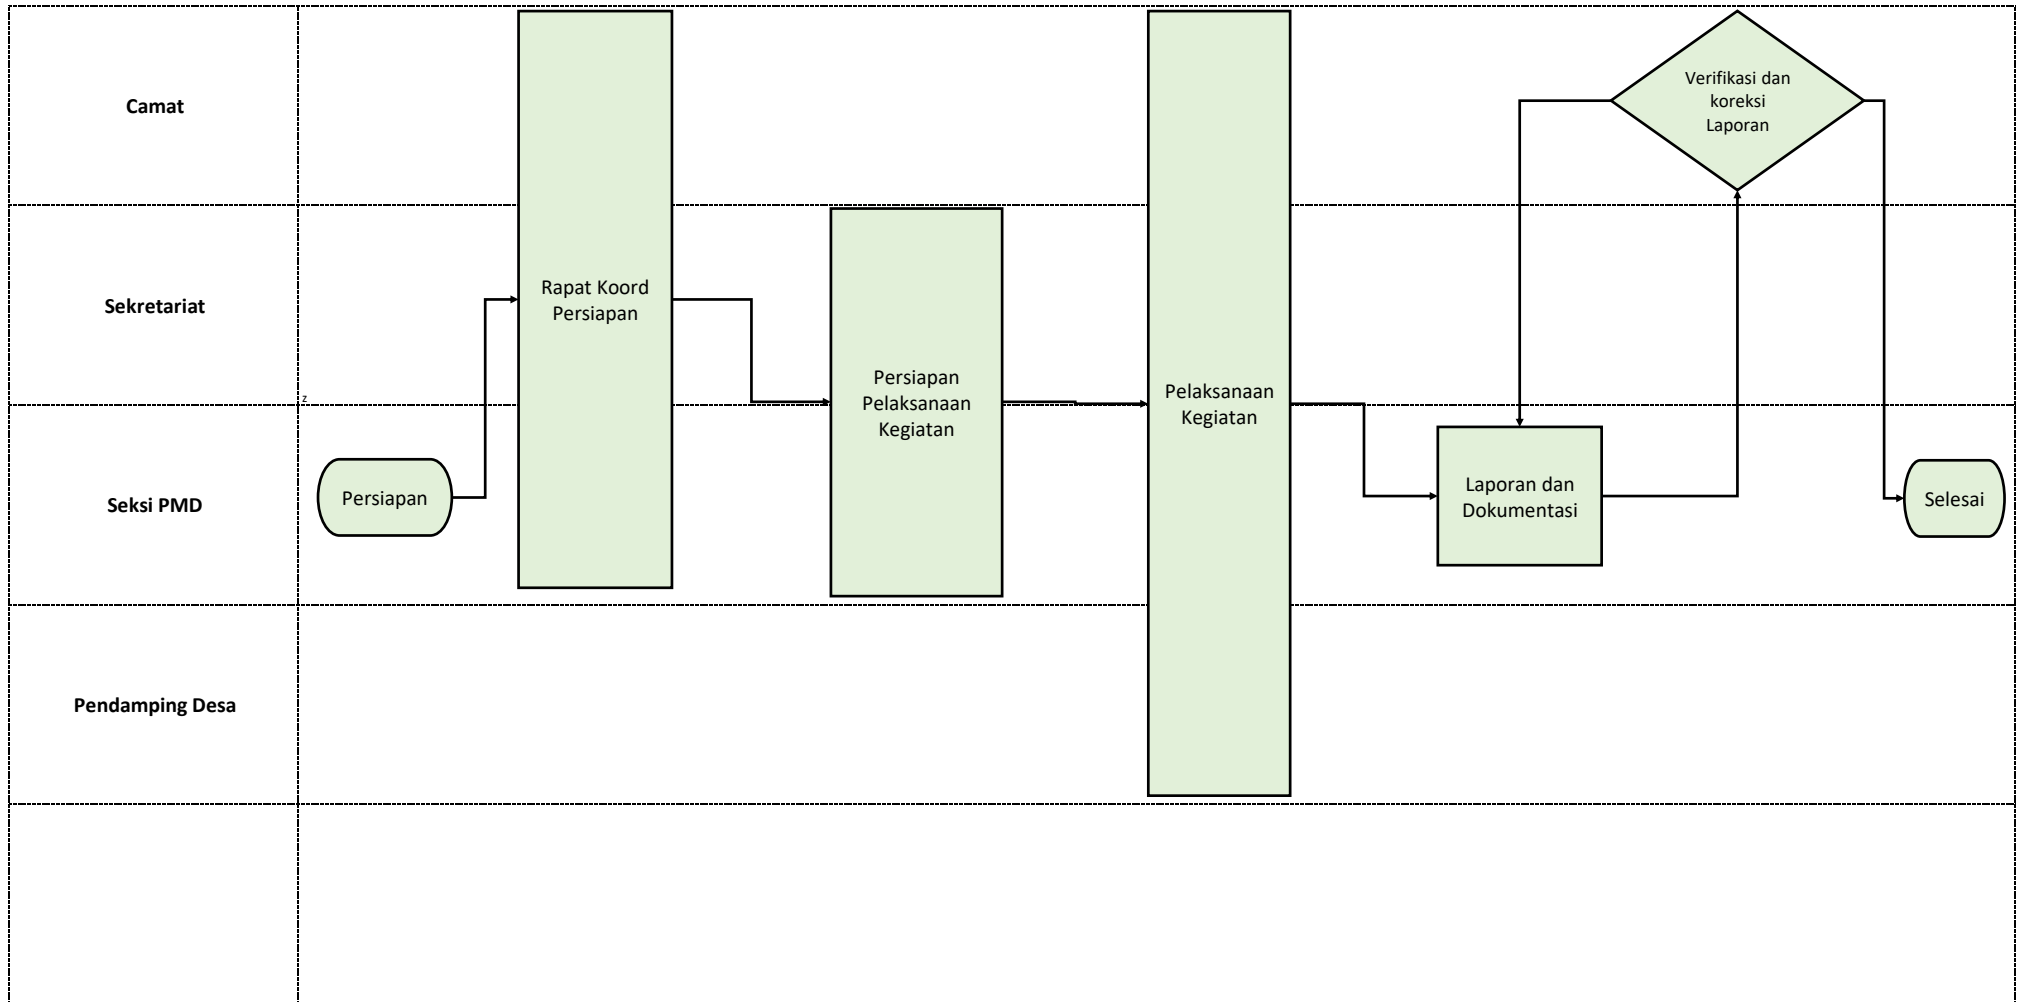 Camat
Verifikasi dan
koreksi
Laporan
Sekretariat
Rapat Koord
Persiapan
z
Persiapan
Pelaksanaan
Kegiatan
Pelaksanaan
Kegiatan
Seksi PMD
Persiapan
Laporan dan
Dokumentasi
Selesai
Pendamping Desa